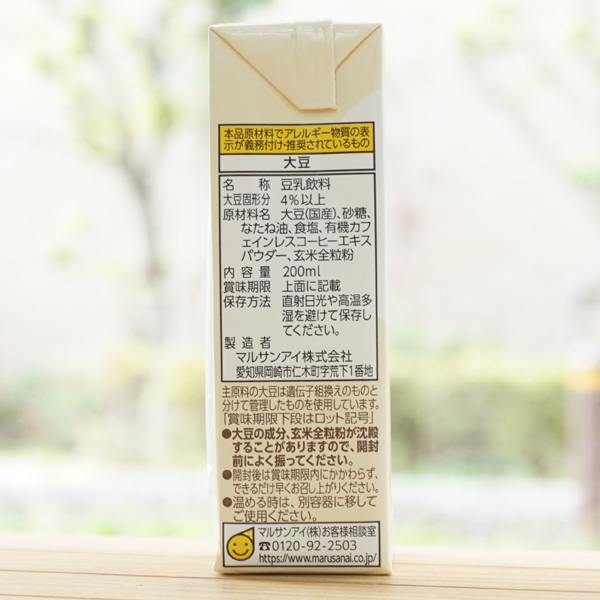 本品原材料でアレルギー物質の表
示が義務付け・推奨されているもの
大豆
名　称 豆乳飲料
大豆固形分 4％以上
原材料名 大豆(国産)、砂糖、
なたね油、食塩、有機カフ
ェインレスコーヒーエキス
パウダー、玄米全粒粉
内容量 200ml
賞味期限 上面に記載
保存方法 直射日光や高温多
湿を避けて保存し
てください。
製造者
マルサンアイ株式会社
愛知県岡崎市仁木町字荒下1番地
主原料の大豆は遺伝子組換えのものと
分けて管理したものを使用しています。
「賞味期限下段はロット記号」
●大豆の成分、玄米全粒粉が沈殿
することがありますので、開封
前によく振ってください。
●開封後は賞味期限内にかかわらず、
できるだけ早くお召し上がりください。
●温める時は、別容器に移して
ご使用ください。
マルサンアイ(株)お客様相談室
☎0120-92-2503
https://www.marusanai.co.jp/